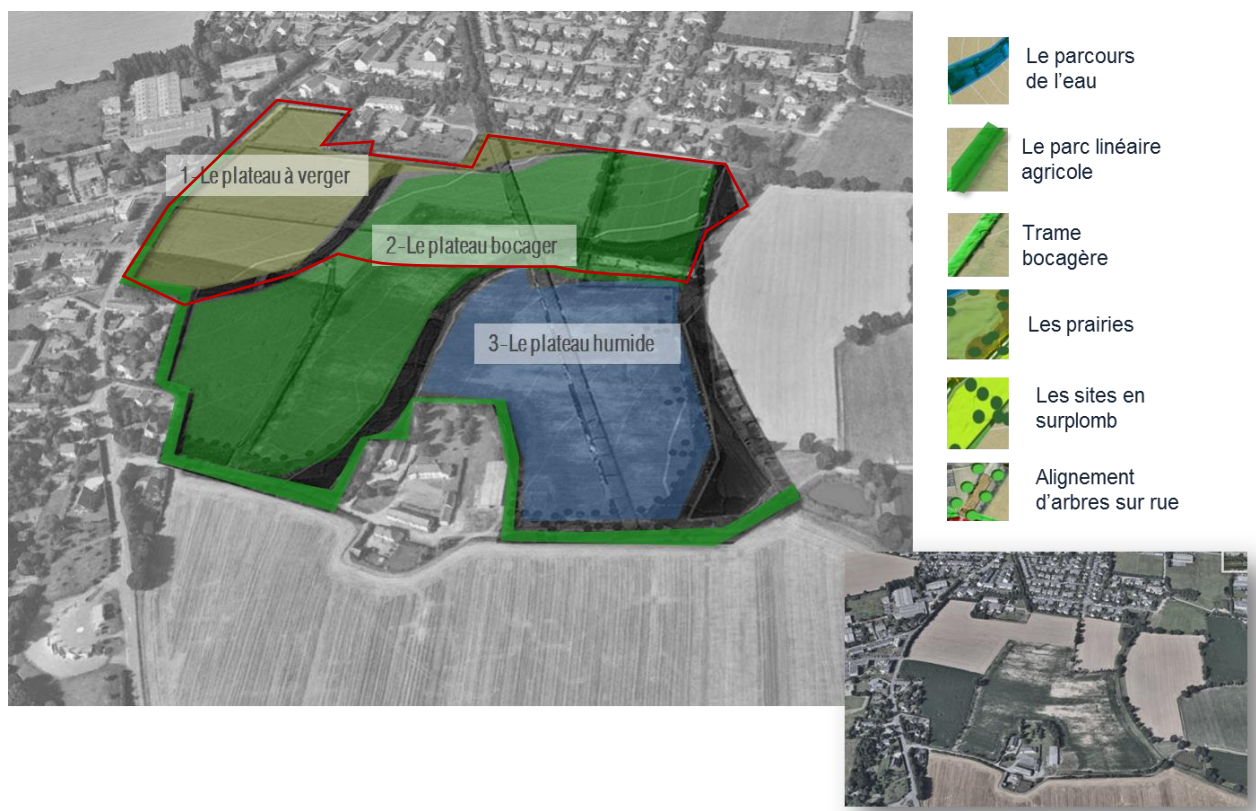 1-Le plateau à verger
2-Le plateau bocager
3-Le plateau humide
Le parcours
de l’eau
Le parc linéaire
agricole
Trame
bocagère
Les prairies
Les sites en
surplomb
Alignement
d’arbres sur rue